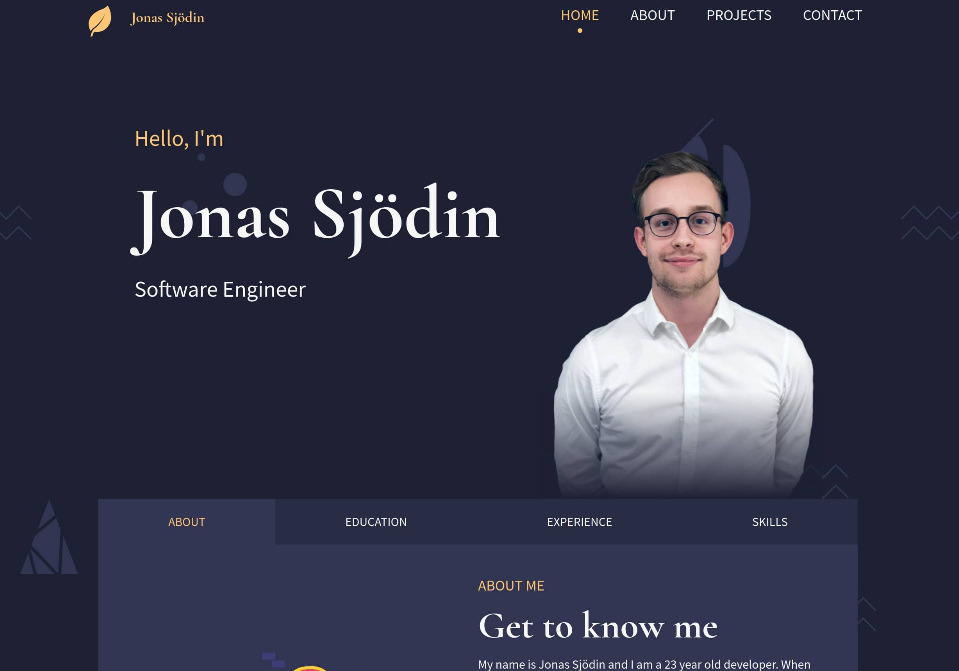 Jonas Sjödin
HOME ABOUT PROJECTS CONTACT
Hello, I'm
Jonas Sjödin
Software Engineer
ABOUT EDUCATION EXPERIENCE SKILLS
ABOUT ME
Get to know me
My name is Jonas Sjödin and I am a 23 year old developer. When